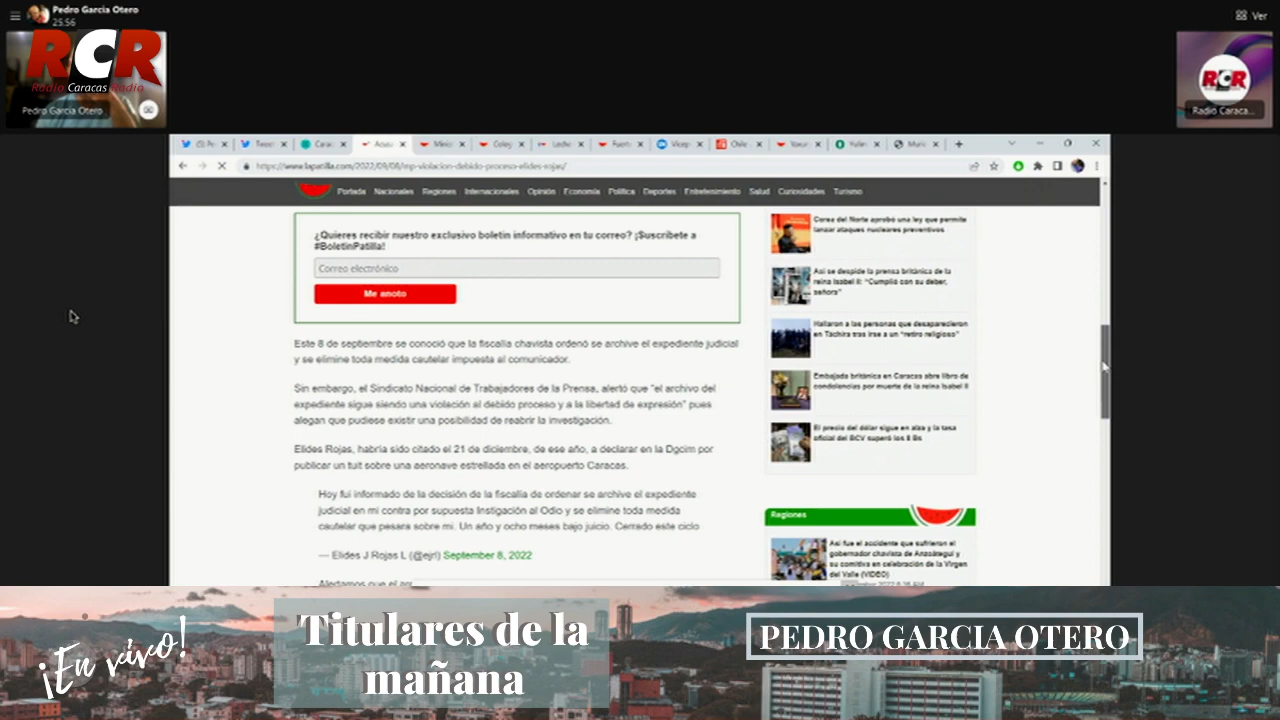 Pedro Garcia Otero
25:56
Ver
RCR
Radio Caracas Radio
Pedro Garcia Otero
RCR
Radio Caraca...
https://www.lapatilla.com/2022/09/08/mp-violacion-debido-proceso-elides-rojas/
Portada Nacionales Regiones Internacionales Opinión Economía Política Deportes Entretenimiento Salud Curiosidades Turismo
¿Quieres recibir nuestro exclusivo boletín informativo en tu correo? ¡Suscríbete a
#BoletínPatilla!
Correo electrónico
Me anoto
Este 8 de septiembre se conoció que la fiscalía chavista ordenó se archive el expediente judicial
y se elimine toda medida cautelar impuesta al comunicador.
Sin embargo, el Sindicato Nacional de Trabajadores de la Prensa, alertó que "el archivo del
expediente sigue siendo una violación al debido proceso y a la libertad de expresión" pues
alegan que pudiese existir una posibilidad de reabrir la investigación.
Elides Rojas, habría sido citado el 21 de diciembre, de ese año, a declarar en la Dgcim por
publicar un tuit sobre una aeronave estrellada en el aeropuerto Caracas.
Hoy fui informado de la decisión de la fiscalía de ordenar se archive el expediente
judicial en mi contra por supuesta Instigación al Odio y se elimine toda medida
cautelar que pesara sobre mi. Un año y ocho meses bajo juicio. Cerrado este ciclo
— Elides J Rojas L (@ejrl) September 8, 2022
Corea del Norte aprobó una ley que permite
lanzar ataques nucleares preventivos
Así se despide la prensa británica de la
reina Isabel II: "Cumplió con su deber,
señora"
Hallaron a las personas que desaparecieron
en Táchira tras irse a un "retiro religioso"
Embajada británica en Caracas abre libro de
condolencias por muerte de la reina Isabel II
El precio del dólar sigue en alza y la tasa
oficial del BCV superó los 8 Bs
Regiones
Así fue el accidente que sufrieron el
gobernador chavista de Anzoátegui y
su comitiva en celebración de la Virgen
del Valle (VIDEO)
¡En vivo!
Titulares de la
mañana
PEDRO GARCIA OTERO